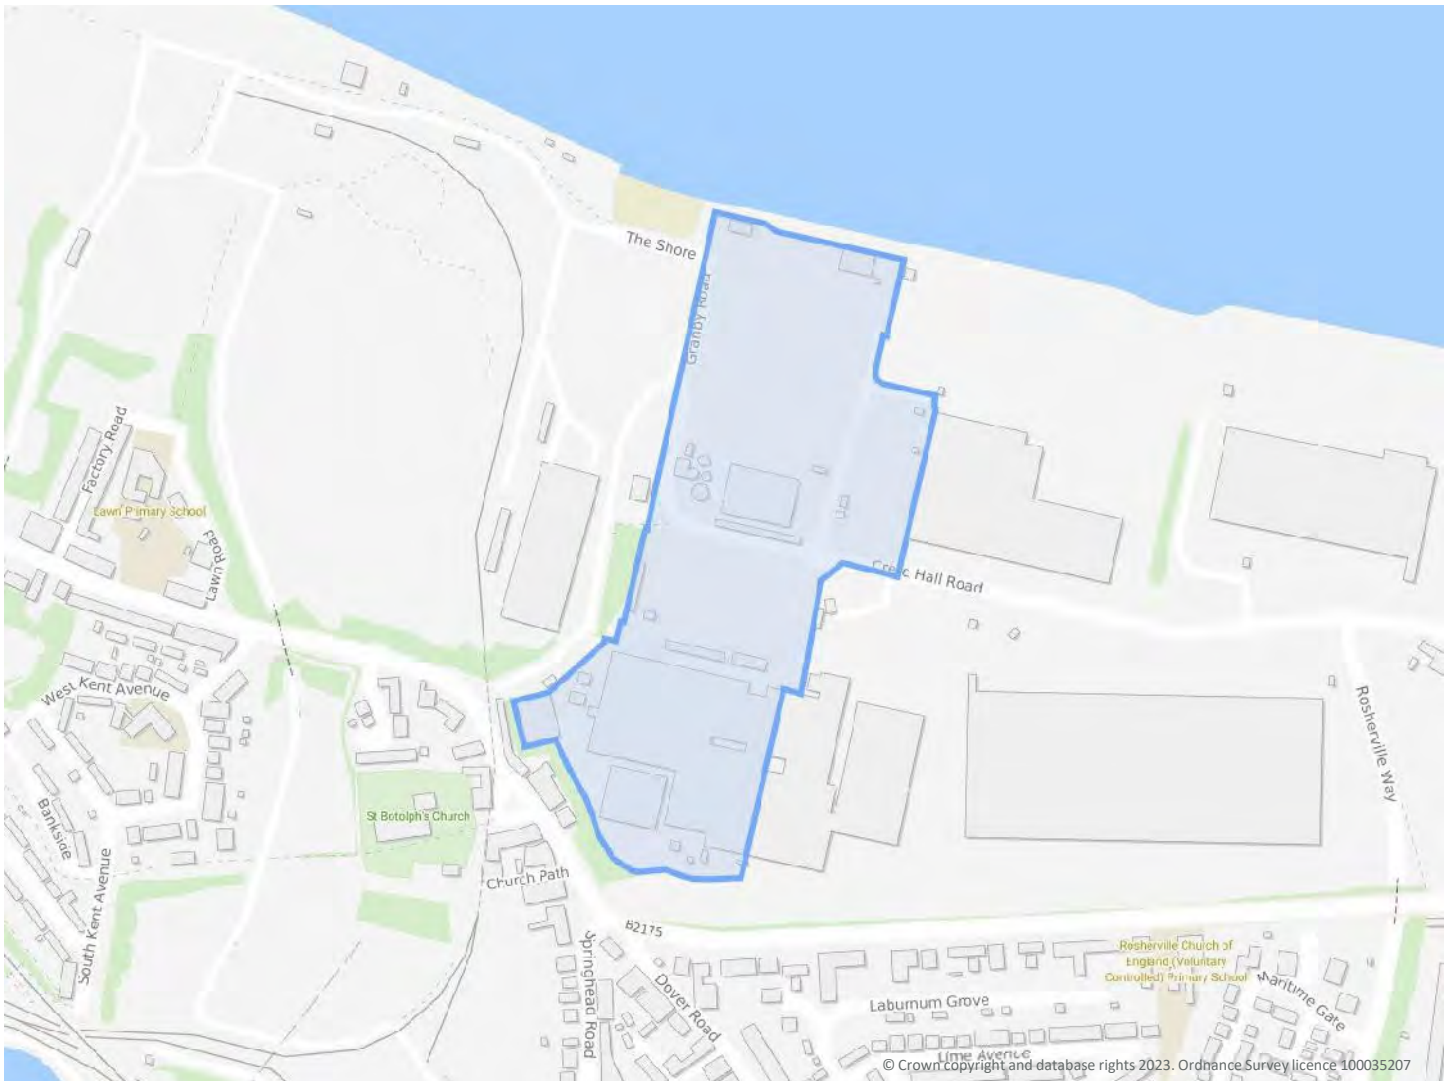 The Shore
Granby Road
Factory Road
Lawn Primary School
Lawn Road
Hall Road
West Kent Avenue
Rosherville Way
Bankside
St Botolph's Church
Church Path
South Kent Avenue
B2175
Springhead Road
Dover Road
Rosherville Church of
England (Voluntary
Controlled) Primary School
Maritime Gate
Laburnum Grove
Lime Avenue
© Crown copyright and database rights 2023. Ordnance Survey licence 100035207